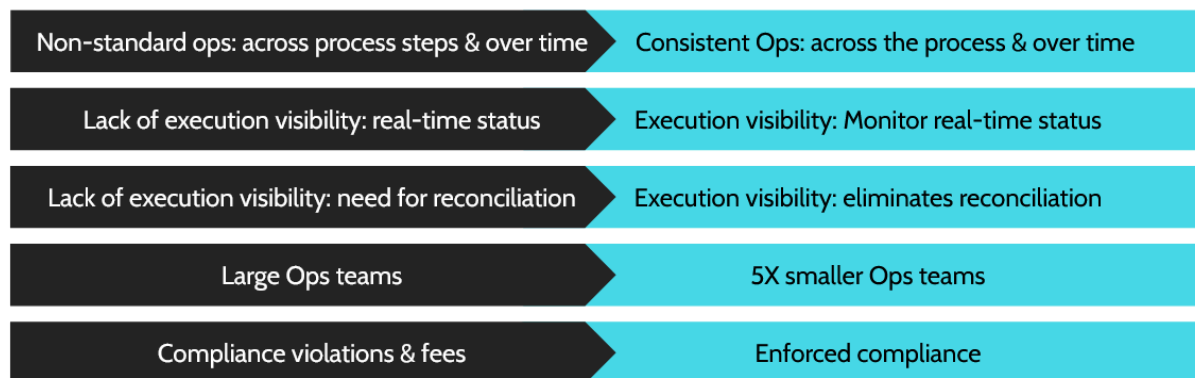 Non-standard ops: across process steps & over time
Consistent Ops: across the process & over time
Lack of execution visibility: real-time status
Execution visibility: Monitor real-time status
Lack of execution visibility: need for reconciliation
Execution visibility: eliminates reconciliation
Large Ops teams
5X smaller Ops teams
Compliance violations & fees
Enforced compliance